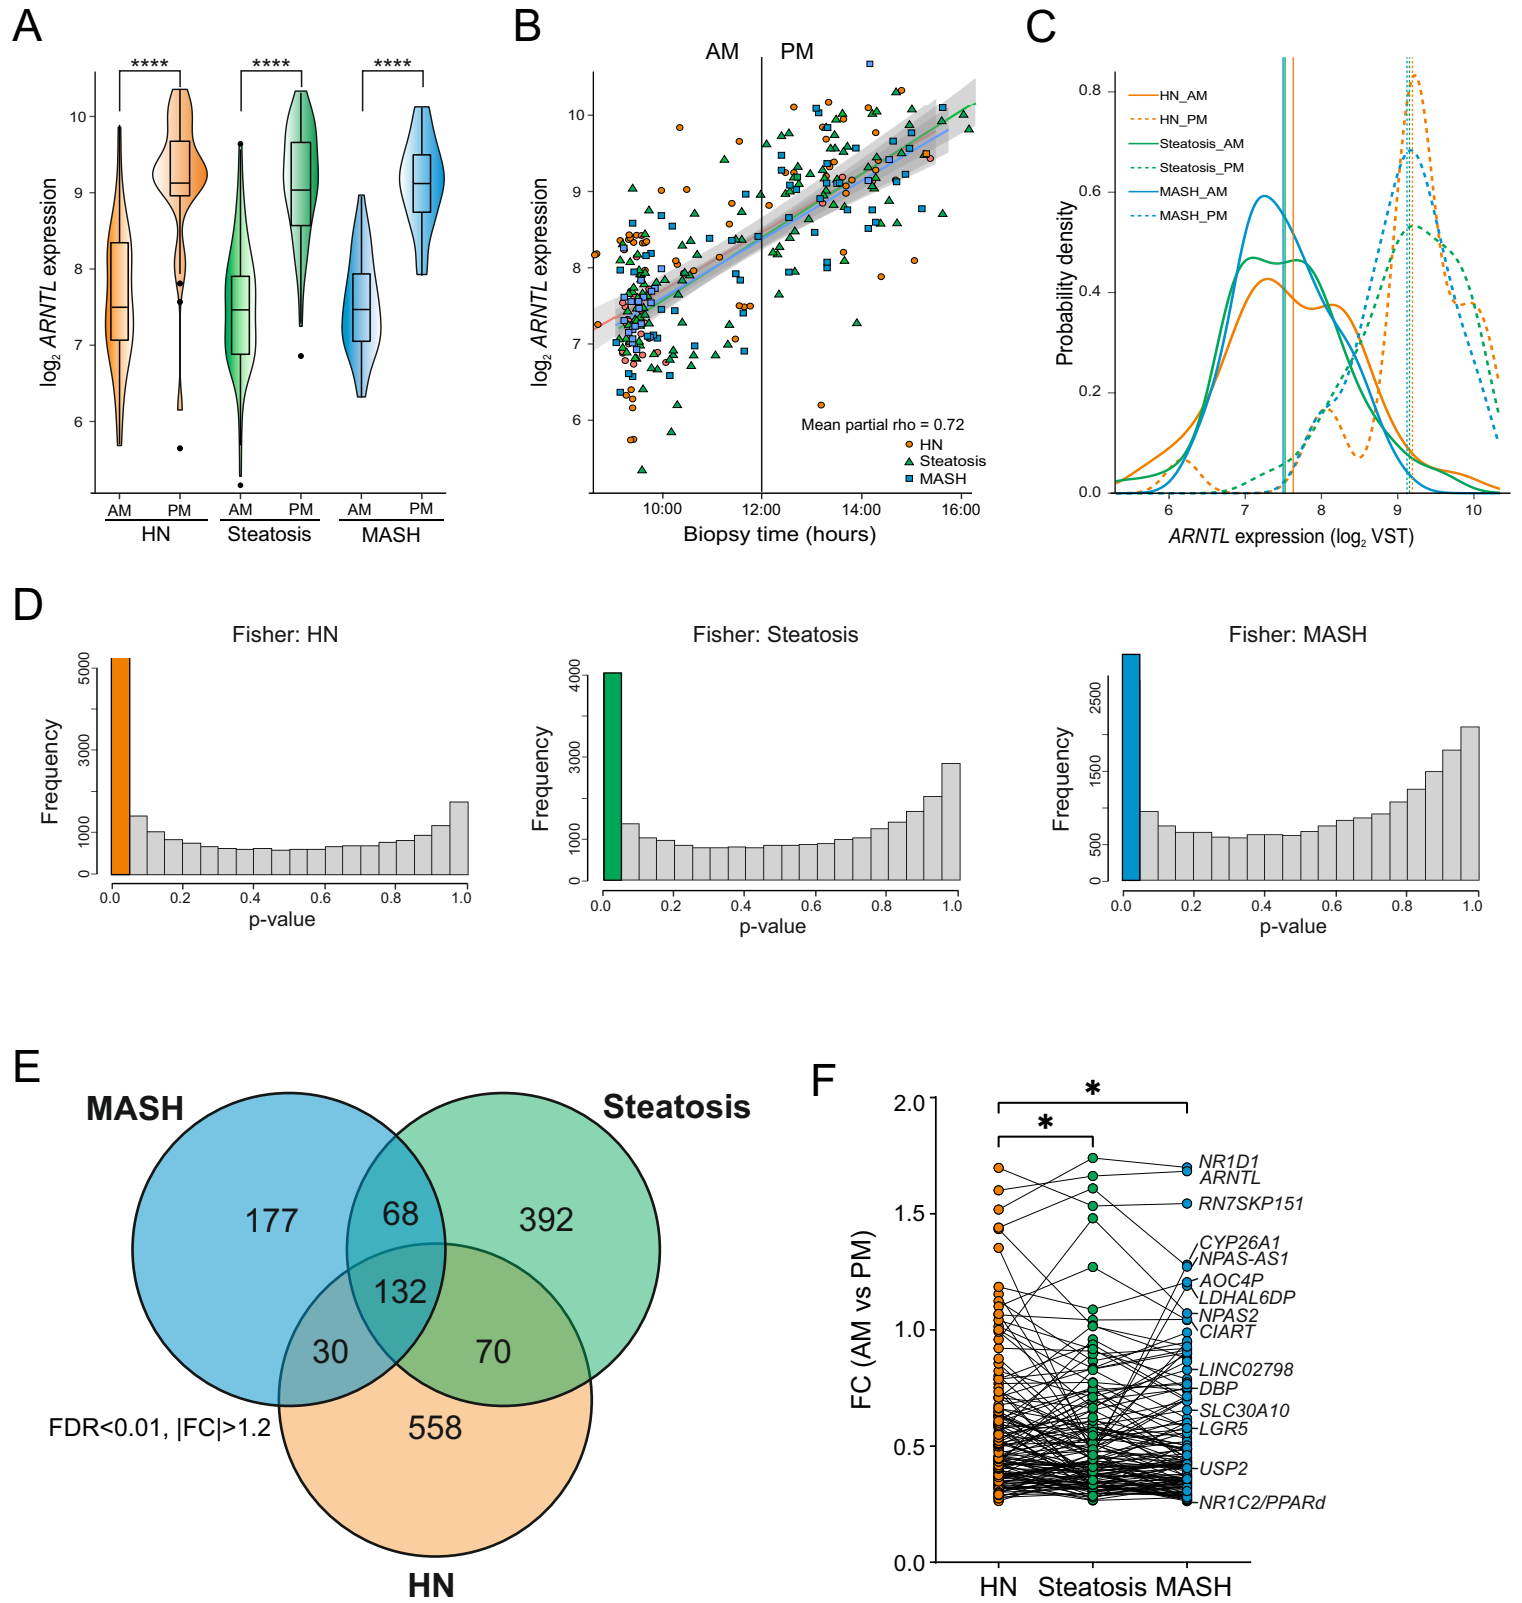 A
****
****
****
log2 ARNTL expression
10
9
8
7
6
AM
PM
AM
PM
AM
PM
HN
Steatosis
MASH
B
AM
PM
log2 ARNTL expression
10
9
8
7
6
Mean partial rho = 0.72
HN
Steatosis
MASH
10:00
12:00
14:00
16:00
Biopsy time (hours)
C
HN_AM
HN_PM
Steatosis_AM
Steatosis_PM
MASH_AM
MASH_PM
Probability density
0.8
0.6
0.4
0.2
0.0
6
7
8
9
10
ARNTL expression (log2 VST)
D
Fisher: HN
Frequency
5000
3000
1000
0
0.0
0.2
0.4
0.6
0.8
1.0
p-value
Fisher: Steatosis
Frequency
4000
3000
1000
0
0.0
0.2
0.4
0.6
0.8
1.0
p-value
Fisher: MASH
Frequency
2500
1500
500
0
0.0
0.2
0.4
0.6
0.8
1.0
p-value
E
MASH
Steatosis
177
68
392
132
30
70
558
FDR<0.01, |FC|>1.2
HN
F
*
*
FC (AM vs PM)
2.0
1.5
1.0
0.5
0.0
NR1D1
ARNTL
RN7SKP151
CYP26A1
NPAS-AS1
AOC4P
LDHAL6DP
NPAS2
CIART
LINC02798
DBP
SLC30A10
LGR5
USP2
NR1C2/PPARd
HN
Steatosis
MASH